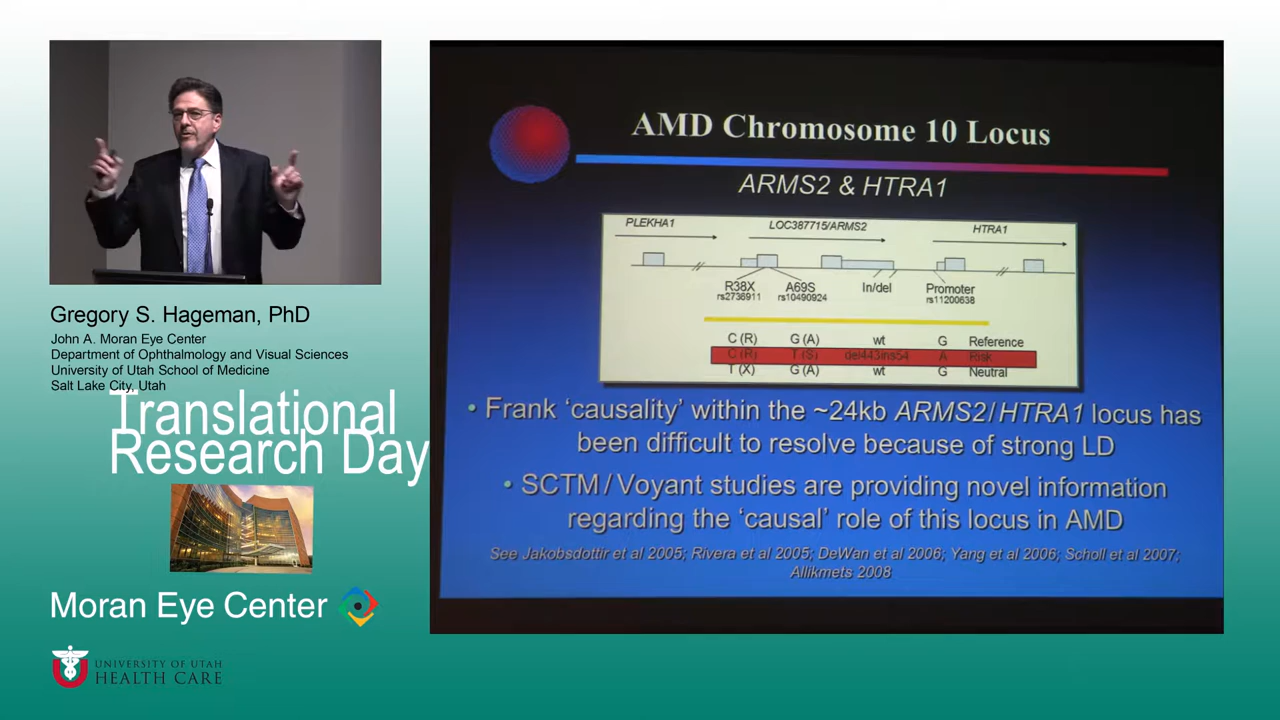 Gregory S. Hageman, PhD
John A. Moran Eye Center
Department of Ophthalmology and Visual Sciences
University of Utah School of Medicine
Salt Lake City, Utah
Translational
Research Day
Moran Eye Center
UNIVERSITY OF UTAH
HEALTH CARE
AMD Chromosome 10 Locus
ARMS2 & HTRA1
PLEKHA1 LOC387715/ARMS2 HTRA1
R38X A69S In/del Promoter
rs2736911 rs10490924 rs11200638
C (R) G (A) wt G Reference
C (R) T (S) del443ins54 A Risk
T (X) G (A) wt G Neutral
• Frank ‘causality’ within the ~24kb ARMS2/HTRA1 locus has
been difficult to resolve because of strong LD
• SCTM/Voyant studies are providing novel information
regarding the ‘causal’ role of this locus in AMD
See Jakobsdottir et al 2005; Rivera et al 2005; DeWan et al 2006; Yang et al 2006; Scholl et al 2007;
Allikmets 2008